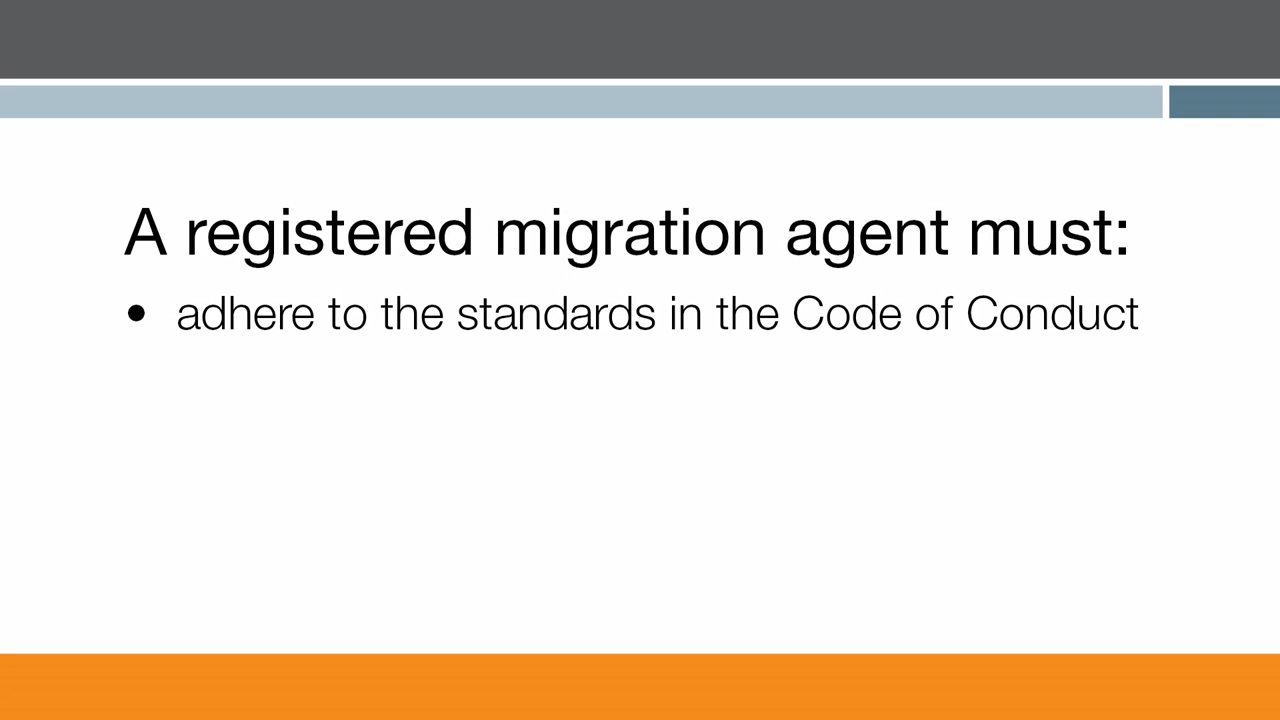 A registered migration agent must:
• adhere to the standards in the Code of Conduct